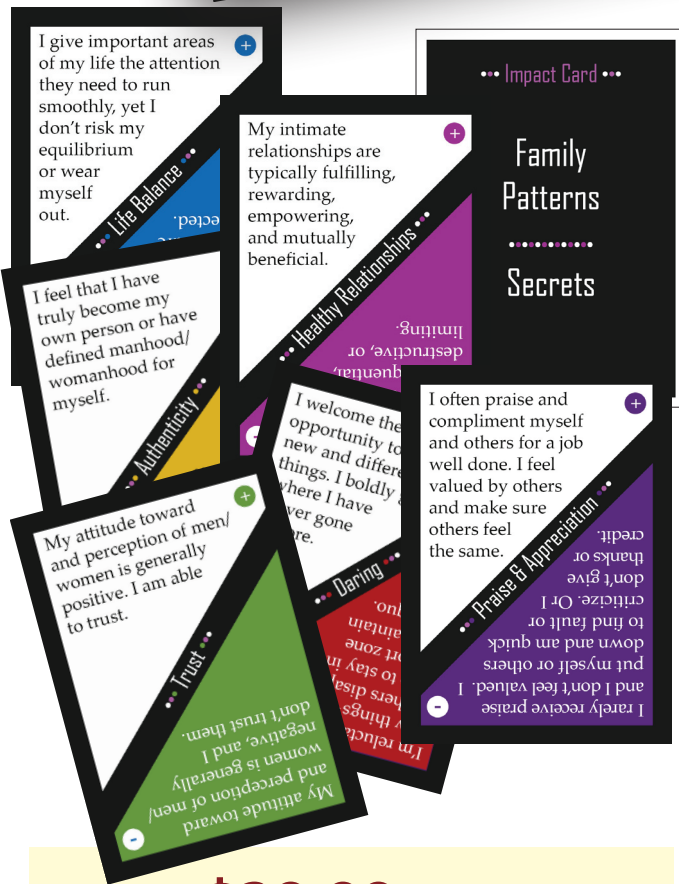 I give important areas
of my life the attention
they need to run
smoothly, yet I
don't risk my
equilibrium
or wear
myself
out.
+
Life Balance
My intimate
relationships are
typically fulfilling,
rewarding,
empowering,
and mutually
beneficial.
+
Healthy Relationships
destructive, or
limiting.
Impact Card
Family
Patterns
Secrets
I feel that I have
truly become my
own person or have
defined manhood/
womanhood for
myself.
Authenticity
I welcome the
opportunity to
new and
things. I boldly
where I have
gone
Daring
I'm
things
to stay in
zone
I often praise and
compliment myself
and others for a job
well done. I feel
valued by others
and make sure
others feel
the same.
+
Praise & Appreciation
-
I rarely receive praise
and I don't feel valued. I
put myself or others
down and am quick
to find fault or
criticize. Or I
don't give
thanks or
credit.
My attitude toward
and perception of men/
women is generally
positive. I am able
to trust.
+
Trust
-
My attitude toward
and perception of men/
women is generally
negative, and I
don't trust them.